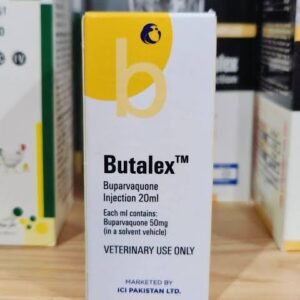 b
Butalex™
Buparvaquone
Injection 20ml
Each ml contains:
Buparvaquone 50mg
(in a solvent vehicle)
VETERINARY USE ONLY
MARKETED BY
ICI PAKISTAN LTD.
IV